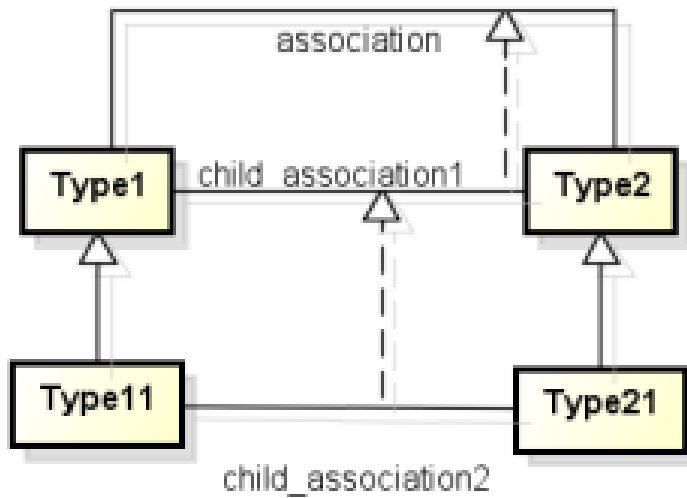 association
Type1
child_association1
Type2
Type11
Type21
child_association2